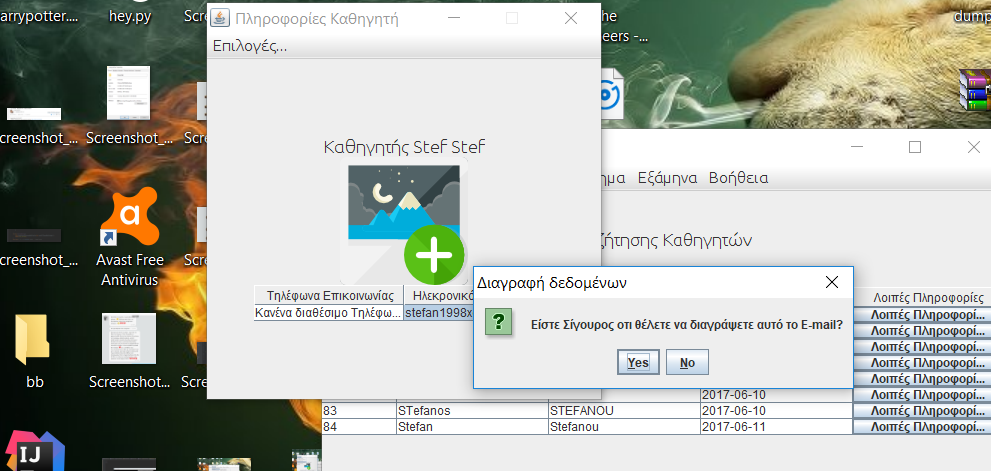 arrypotter....
hey.py
Scre
Πληροφορίες Καθηγητή
he
eers -...
dump
Επιλογές...
creenshot_...
Screenshot_...
Scre
Καθηγητής Stef Stef
ημα Εξάμηνα Βοήθεια
ζήτησης Καθηγητών
creenshot_...
Avast Free
Antivirus
Scre
Διαγραφή δεδομένων
Τηλέφωνα Επικοινωνίας
Ηλεκρονικό
Λοιπές Πληροφορίες
Κανένα διαθέσιμο Τηλέφω...
stefan1998x
Λοιπές Πληροφορί...
Είστε Σίγουρος οτι θέλετε να διαγράψετε αυτό το E-mail?
Λοιπές Πληροφορί...
Λοιπές Πληροφορί...
Yes
No
Λοιπές Πληροφορί...
bb
Screenshot...
Scre
Λοιπές Πληροφορί...
2017-06-10
Λοιπές Πληροφορί...
83 STefanos STEFANOU 2017-06-10 Λοιπές Πληροφορί...
84 Stefan Stefanou 2017-06-11 Λοιπές Πληροφορί...
IJ